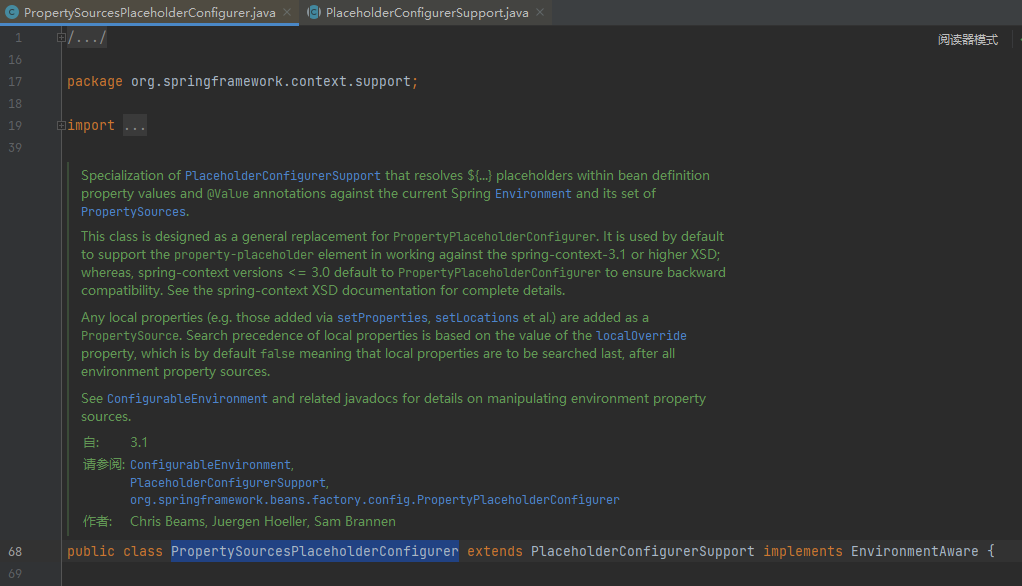 PropertySourcesPlaceholderConfigurer.java × PlaceholderConfigurerSupport.java ×
1 /.../ 阅读器模式
16
17 package org.springframework.context.support;
18
19 import ...
39
Specialization of PlaceholderConfigurerSupport that resolves ${...} placeholders within bean definition
property values and @Value annotations against the current Spring Environment and its set of
PropertySources.
This class is designed as a general replacement for PropertyPlaceholderConfigurer. It is used by default
to support the property-placeholder element in working against the spring-context-3.1 or higher XSD;
whereas, spring-context versions <= 3.0 default to PropertyPlaceholderConfigurer to ensure backward
compatibility. See the spring-context XSD documentation for complete details.
Any local properties (e.g. those added via setProperties, setLocations et al.) are added as a
PropertySource. Search precedence of local properties is based on the value of the localOverride
property, which is by default false meaning that local properties are to be searched last, after all
environment property sources.
See ConfigurableEnvironment and related javadocs for details on manipulating environment property
sources.
自: 3.1
请参阅: ConfigurableEnvironment,
PlaceholderConfigurerSupport,
org.springframework.beans.factory.config.PropertyPlaceholderConfigurer
作者: Chris Beams, Juergen Hoeller, Sam Brannen
68 public class PropertySourcesPlaceholderConfigurer extends PlaceholderConfigurerSupport implements EnvironmentAware {
69